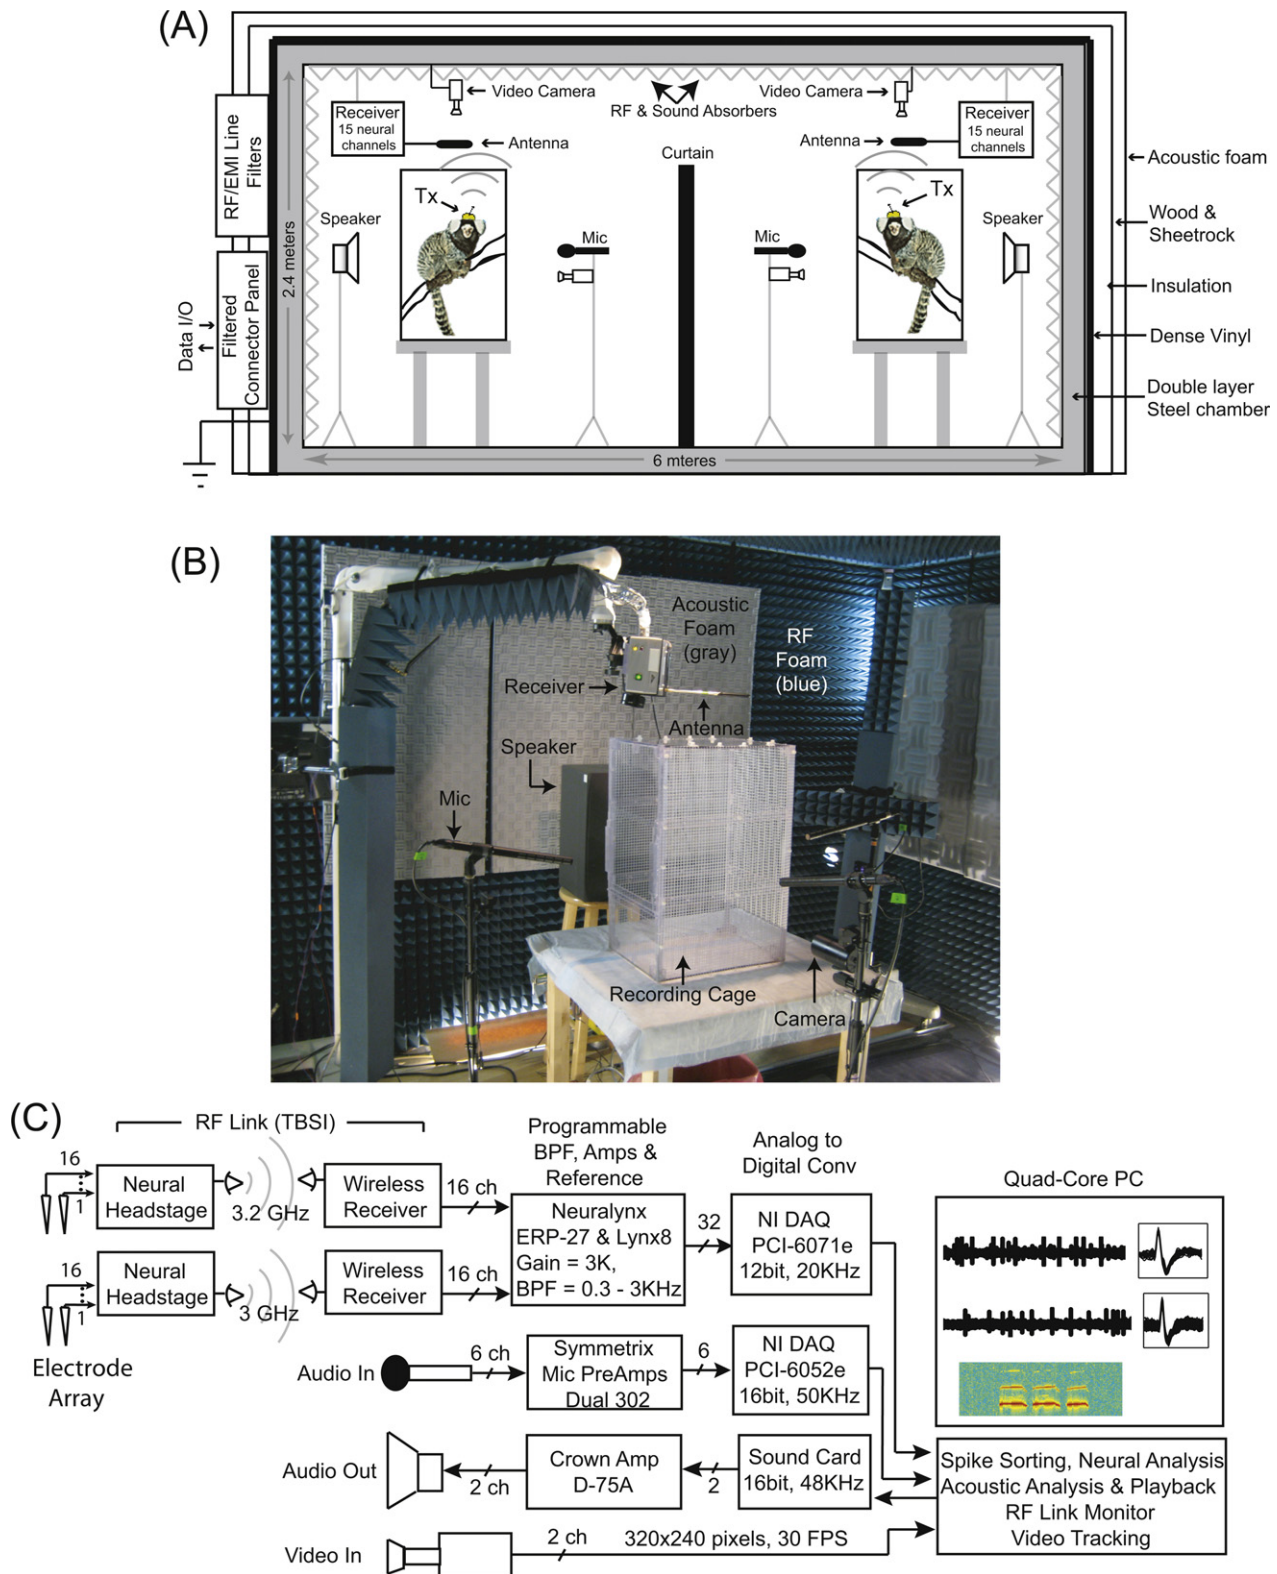 (A)
Video Camera
RF & Sound Absorbers
Video Camera
Receiver
15 neural
channels
Antenna
Antenna
Receiver
15 neural
channels
Curtain
RF/EMI Line
Filters
Tx
Tx
Speaker
Mic
Mic
Speaker
2.4 meters
Data I/O
Filtered
Connector Panel
6 mteres
Acoustic foam
Wood &
Sheetrock
Insulation
Dense Vinyl
Double layer
Steel chamber
(B)
Acoustic
Foam
(gray)
RF
Foam
(blue)
Receiver
Antenna
Speaker
Mic
Recording Cage
Camera
(C)
RF Link (TBSI)
Programmable
BPF, Amps &
Reference
Analog to
Digital Conv
Quad-Core PC
16
1
Neural
Headstage
3.2 GHz
Wireless
Receiver
16 ch
Neuralynx
ERP-27 & Lynx8
Gain = 3K,
BPF = 0.3 - 3KHz
32
NI DAQ
PCI-6071e
12bit, 20KHz
16
1
Neural
Headstage
3 GHz
Wireless
Receiver
16 ch
Electrode
Array
Audio In
6 ch
Symmetrix
Mic PreAmps
Dual 302
6
NI DAQ
PCI-6052e
16bit, 50KHz
Audio Out
2 ch
Crown Amp
D-75A
2
Sound Card
16bit, 48KHz
Spike Sorting, Neural Analysis
Acoustic Analysis & Playback
RF Link Monitor
Video Tracking
Video In
2 ch
320x240 pixels, 30 FPS